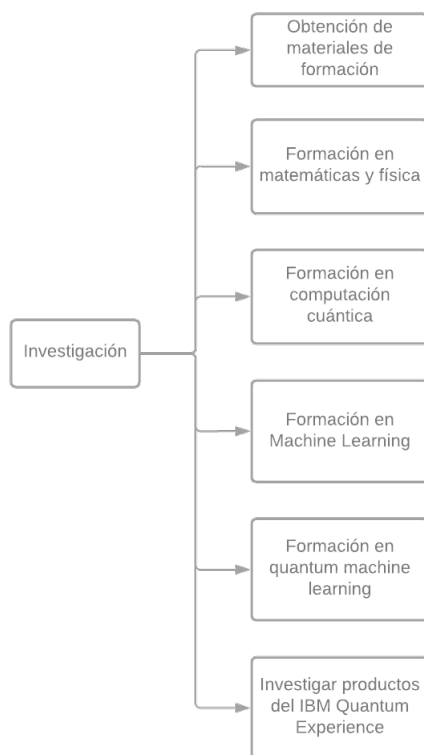 Obtención de
materiales de
formación
Formación en
matemáticas y física
Formación en
computación
cuántica
Investigación
Formación en
Machine Learning
Formación en
quantum machine
learning
Investigar productos
del IBM Quantum
Experience